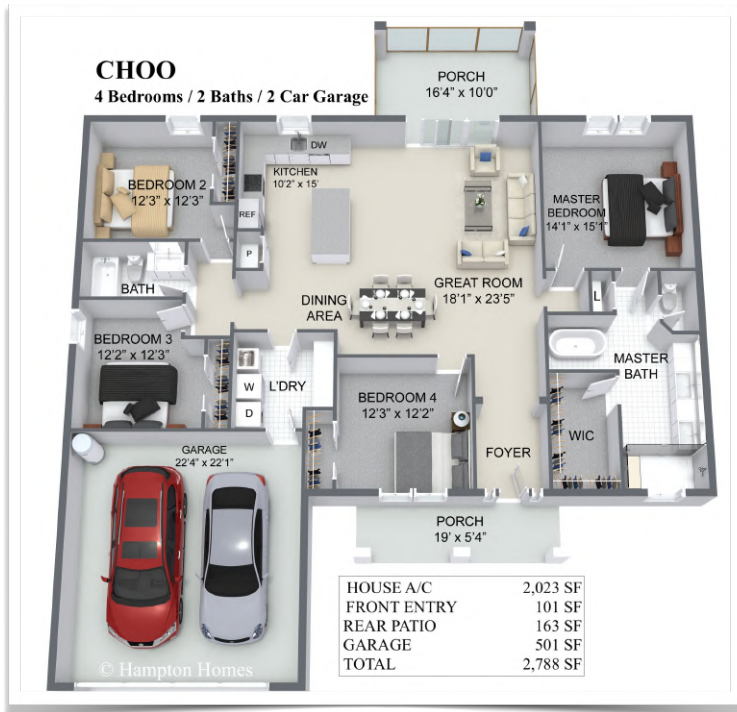 CHOO
4 Bedrooms / 2 Baths / 2 Car Garage
PORCH
16'4" x 10'0"
DW
KITCHEN
10'2" x 15'
REF
P
BEDROOM 2
12'3" x 12'3"
MASTER
BEDROOM
14'1" x 15'1"
BATH
GREAT ROOM
18'1" x 23'5"
DINING
AREA
L
BEDROOM 3
12'2" x 12'3"
MASTER
BATH
W
D
L'DRY
BEDROOM 4
12'3" x 12'2"
WIC
FOYER
GARAGE
22'4" x 22'1"
PORCH
19' x 5'4"
HOUSE A/C 2,023 SF
FRONT ENTRY 101 SF
REAR PATIO 163 SF
GARAGE 501 SF
TOTAL 2,788 SF
© Hampton Homes